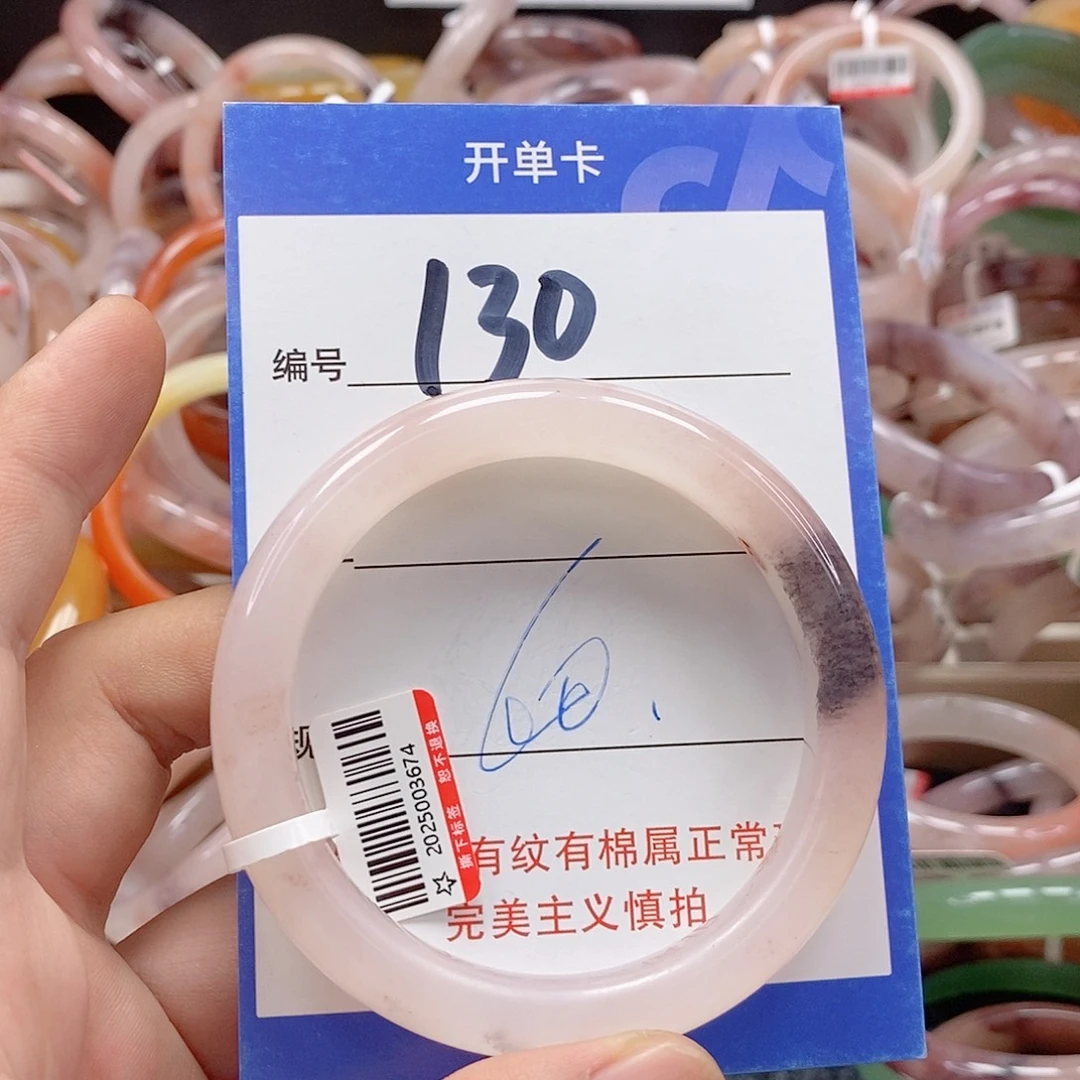 开单卡
130
编号
2025003674
撕下标签 恕不退换
有纹有棉属正常
完美主义慎拍